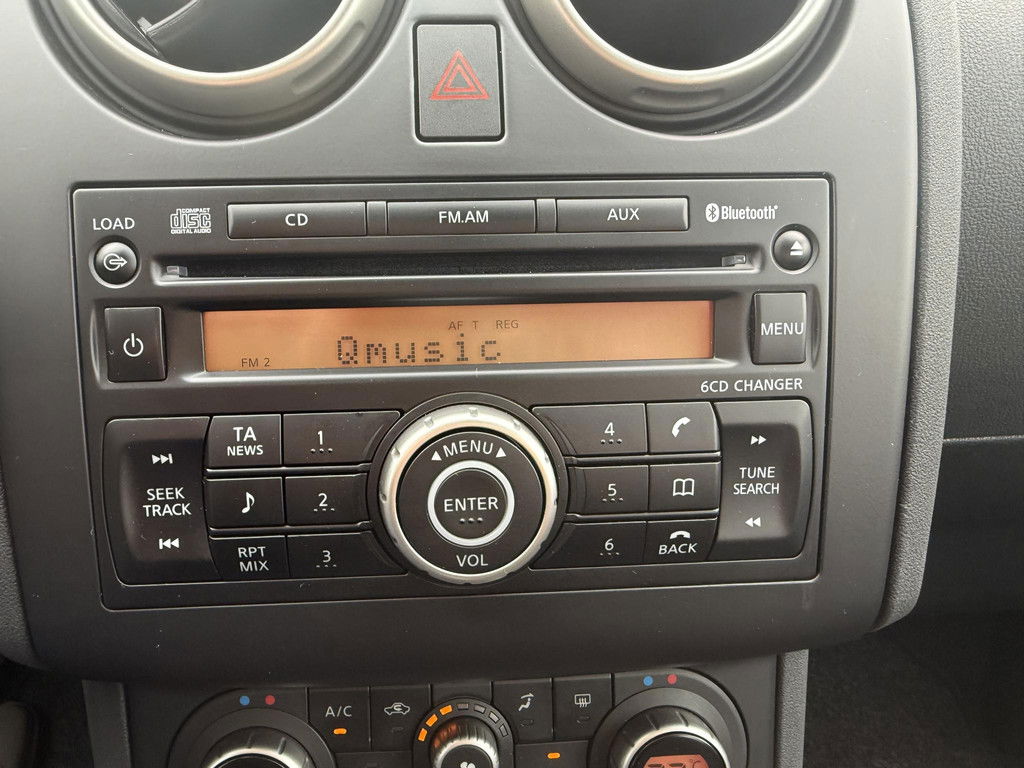 LOAD
COMPACT
disc
DIGITAL AUDIO
CD
FM.AM
AUX
Bluetooth
MENU
AF T REG
FM 2
Qmusic
6CD CHANGER
TA
NEWS
1
4
SEEK
TRACK
2
5
RPT
MIX
3
6
MENU
ENTER
VOL
BACK
TUNE
SEARCH
A/C